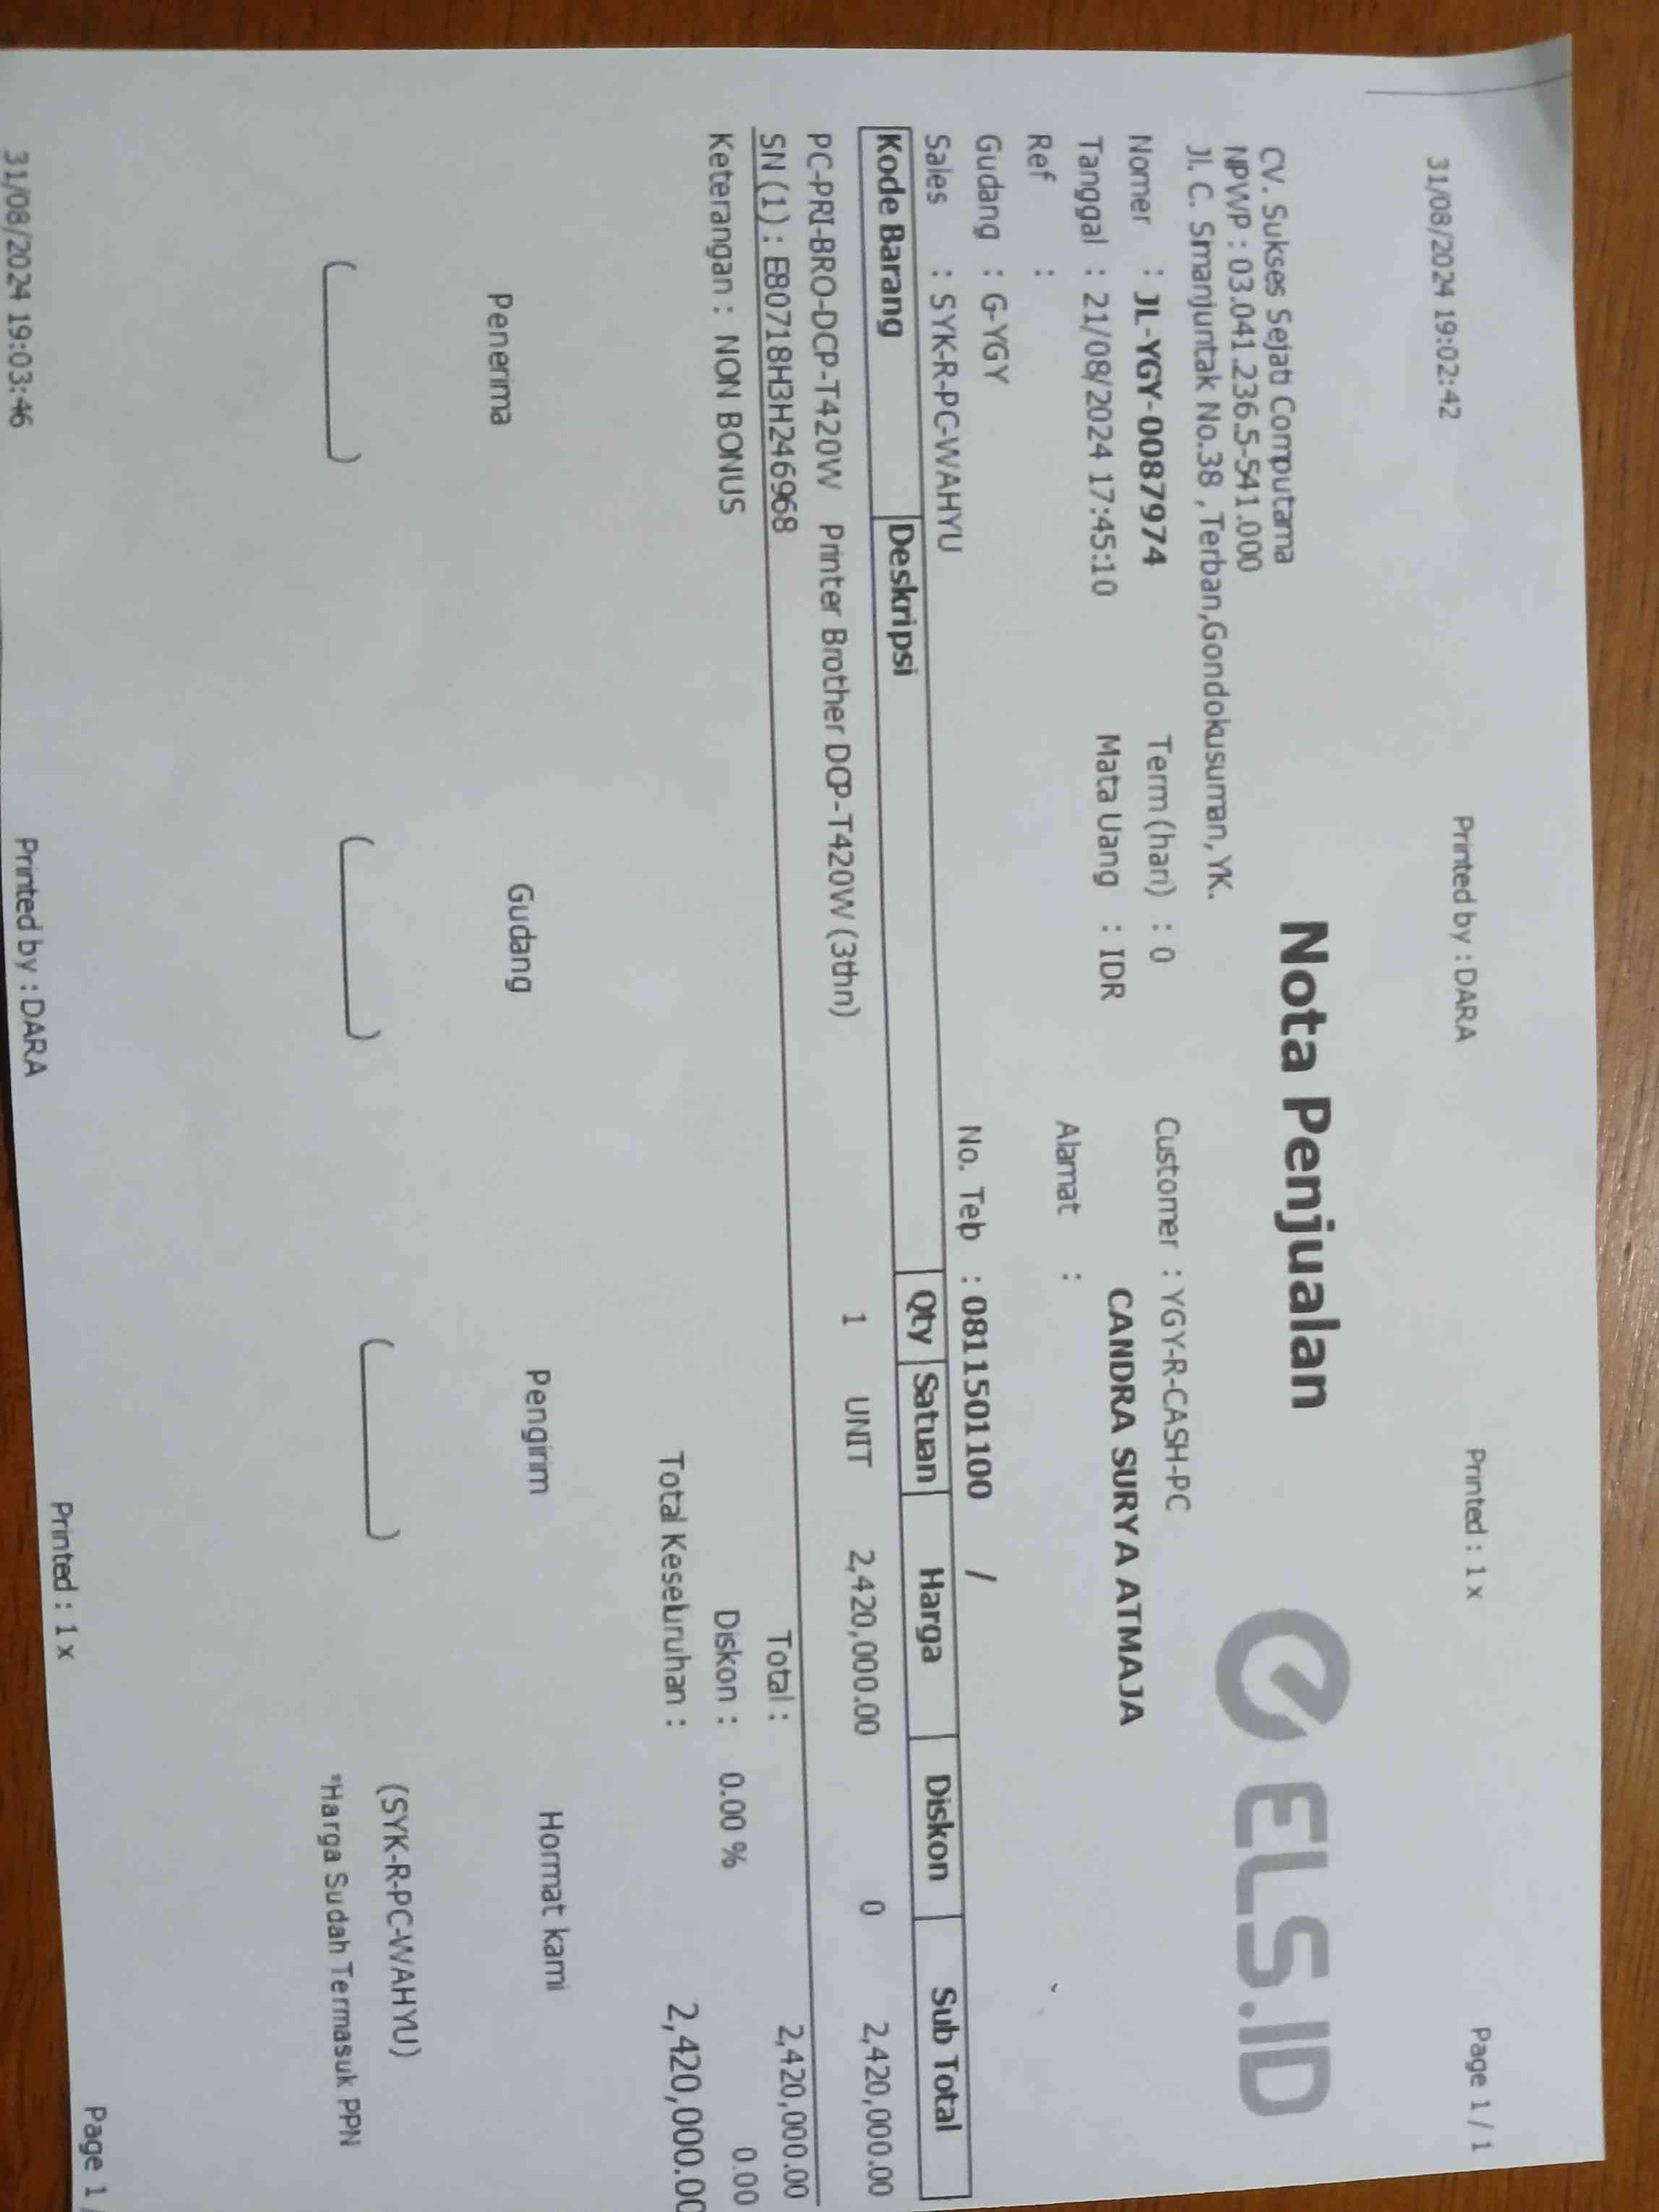 31/08/2024 19:02:42 Printed by : DARA Printed : 1 x Page 1 / 1
Nota Penjualan
ELS.ID
CV. Sukses Sejati Computama
NPWP : 03.041.236.5-541.000
Jl. C. Smanjuntak No.38 , Terban,Gondokusuman, YK.
Nomer : JL-YGY-0087974 Term (hari) : 0 Customer : YGY-R-CASH-PC
Tanggal : 21/08/2024 17:45:10 Mata Uang : IDR CANDRA SURYA ATMAJA
Ref : Alamat :
Gudang : G-YGY
Sales : SYK-R-PC-WAHYU No. Telp : 0811501100 /
Kode Barang Deskripsi Qty Satuan Harga Diskon Sub Total
PC-PRI-BRO-DCP-T420W Printer Brother DCP-T420W (3thn) 1 UNIT 2,420,000.00 0 2,420,000.00
SN (1) : E80718H3H246968
Total : 2,420,000.00
Keterangan : NON BONUS Diskon : 0.00 % 0.00
Total Keseluruhan : 2,420,000.00
Penerima Gudang Pengirim Hormat kami
( ) ( ) ( ) (SYK-R-PC-WAHYU)
*Harga Sudah Termasuk PPN
31/08/2024 19:03:46 Printed by : DARA Printed : 1 x Page 1 /